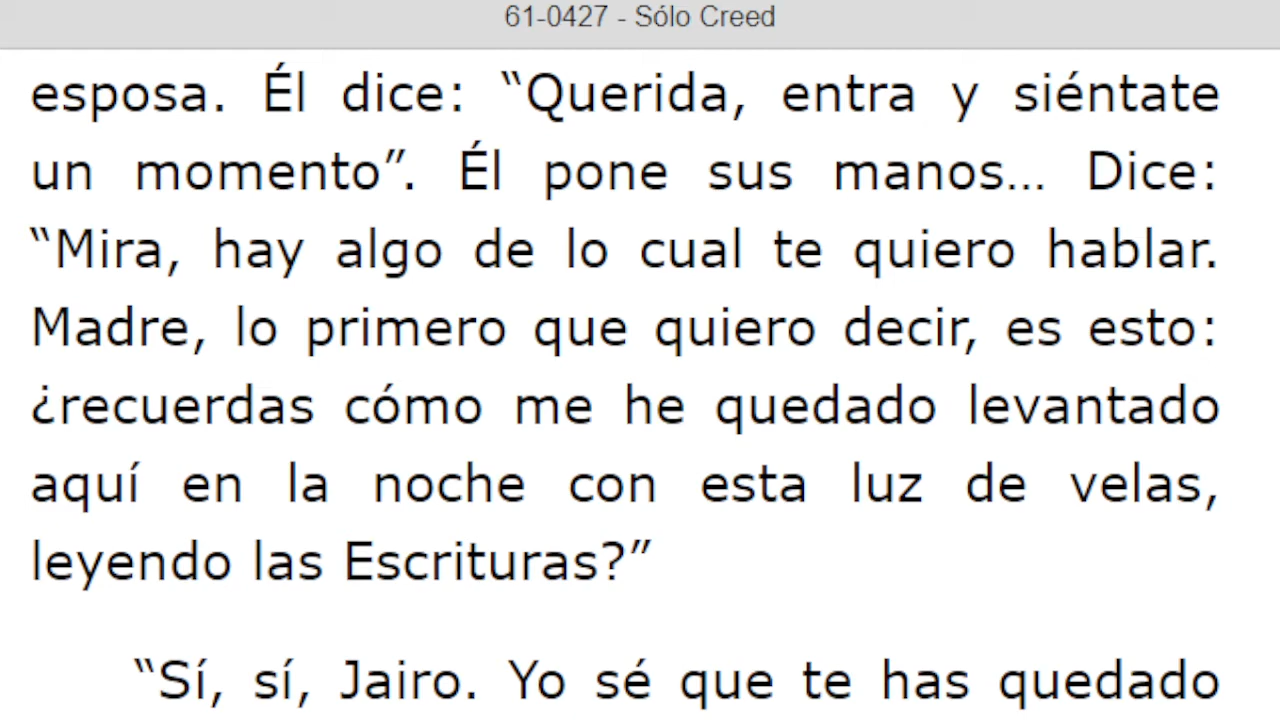 61-0427 - Sólo Creed
esposa. Él dice: “Querida, entra y siéntate
un momento”. Él pone sus manos… Dice:
“Mira, hay algo de lo cual te quiero hablar.
Madre, lo primero que quiero decir, es esto:
¿recuerdas cómo me he quedado levantado
aquí en la noche con esta luz de velas,
leyendo las Escrituras?”
“Sí, sí, Jairo. Yo sé que te has quedado